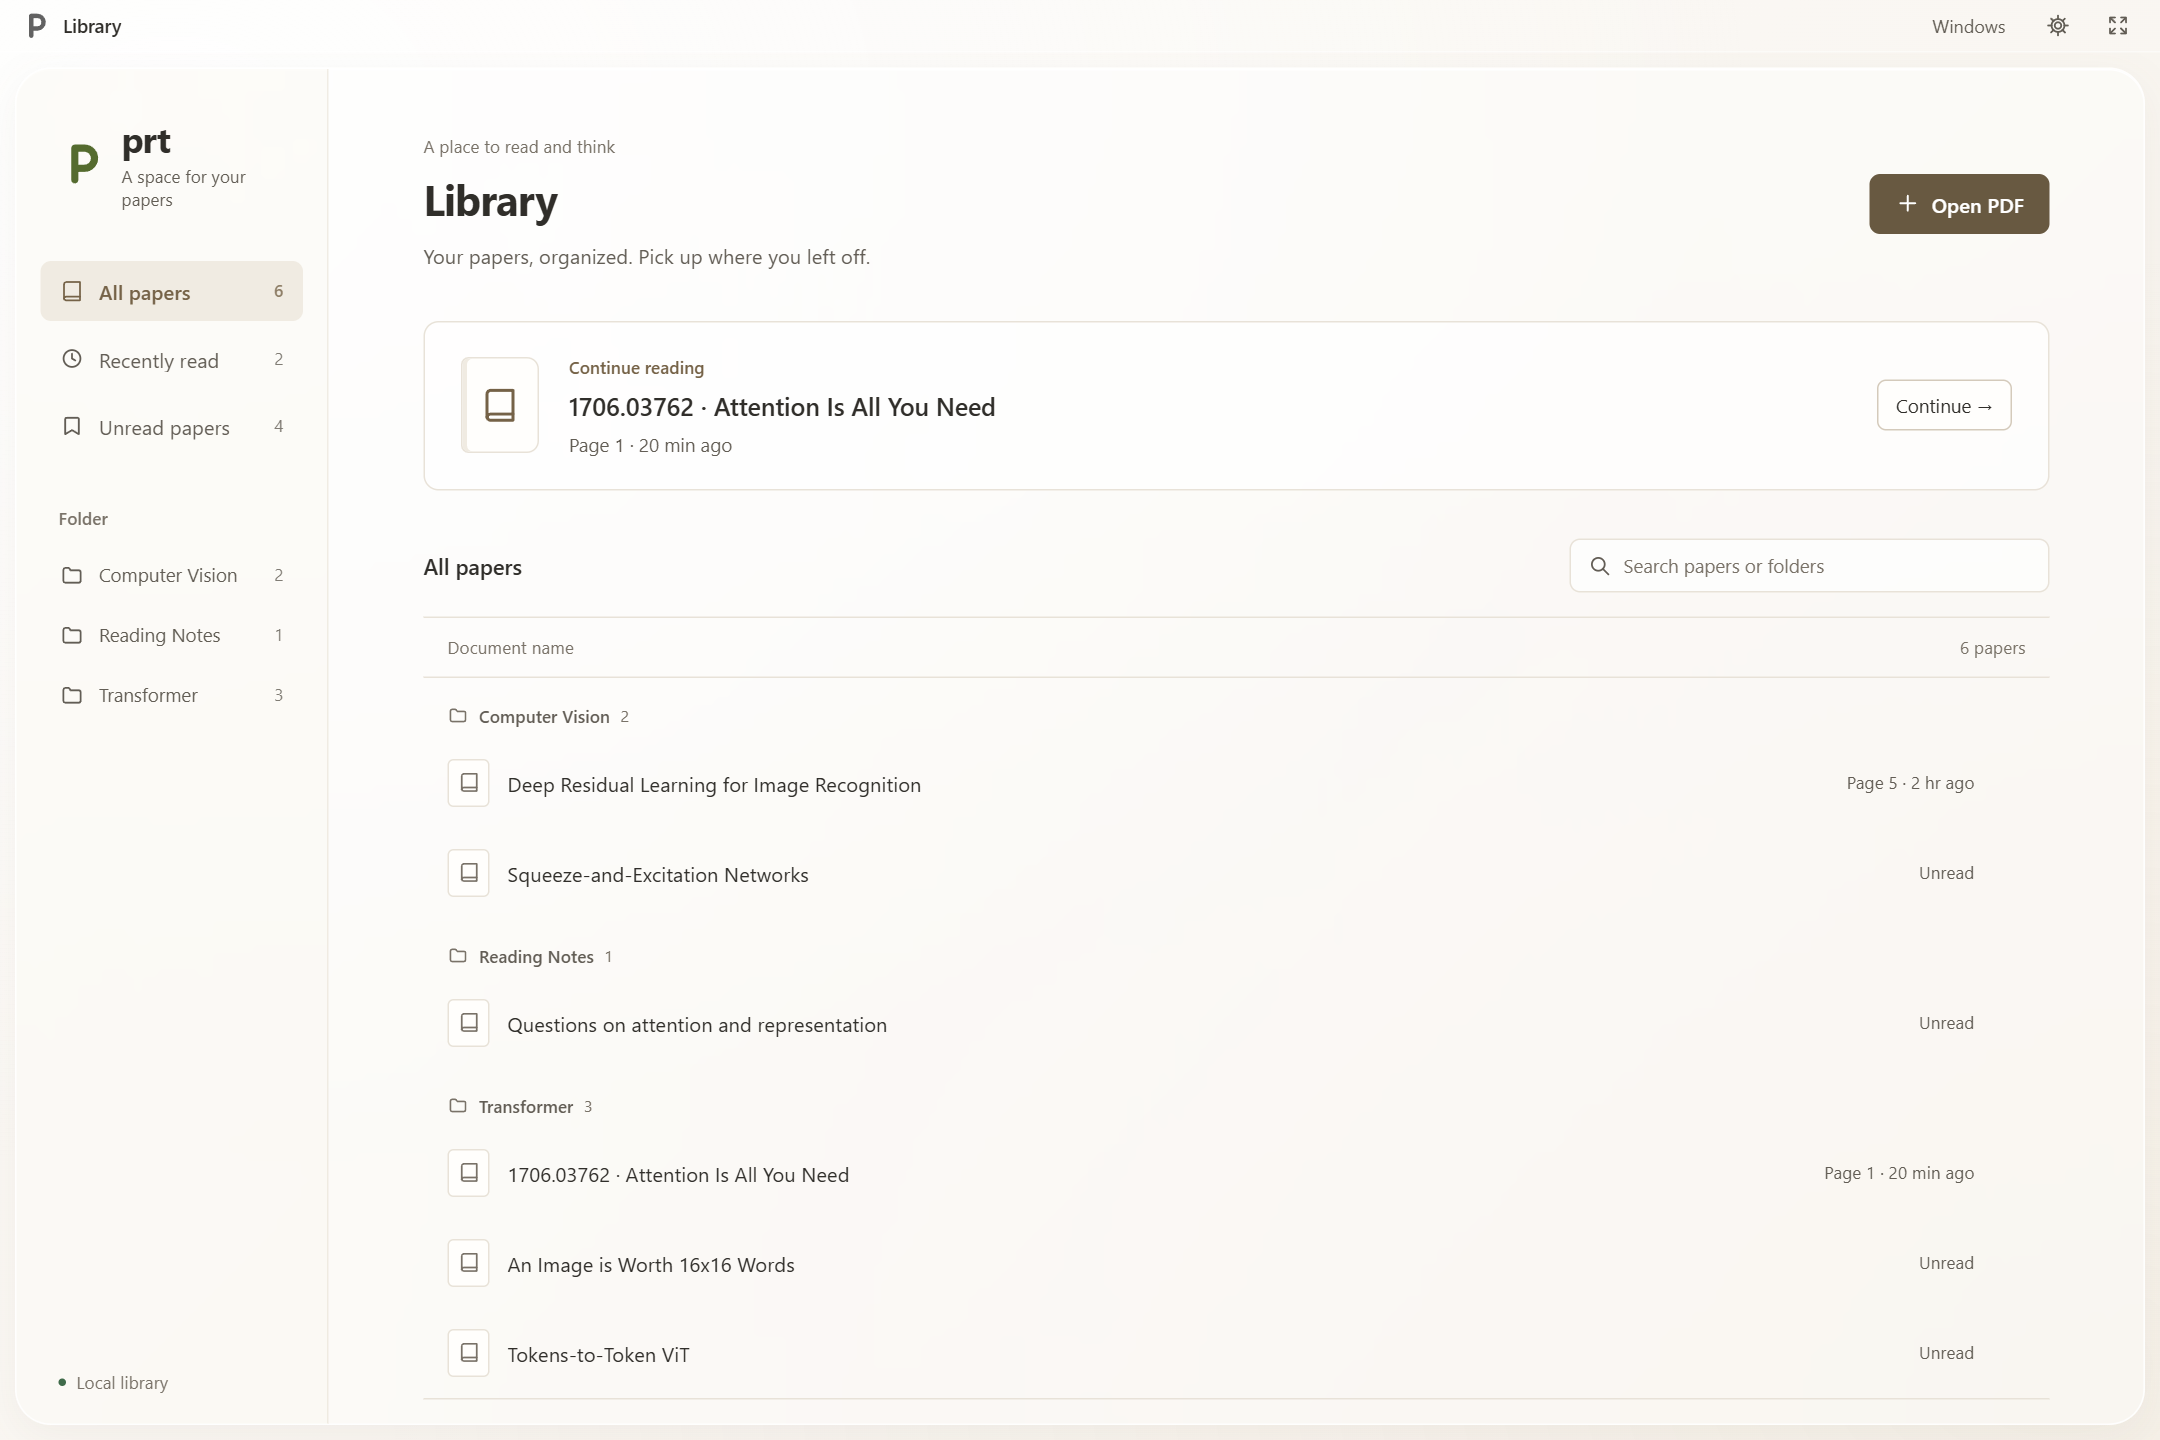 P Library
Windows
P prt
A space for your
papers
All papers 6
Recently read 2
Unread papers 4
Folder
Computer Vision 2
Reading Notes 1
Transformer 3
Local library
A place to read and think
Library
Your papers, organized. Pick up where you left off.
+ Open PDF
Continue reading
1706.03762 · Attention Is All You Need
Page 1 · 20 min ago
Continue →
All papers
Search papers or folders
Document name 6 papers
Computer Vision 2
Deep Residual Learning for Image Recognition Page 5 · 2 hr ago
Squeeze-and-Excitation Networks Unread
Reading Notes 1
Questions on attention and representation Unread
Transformer 3
1706.03762 · Attention Is All You Need Page 1 · 20 min ago
An Image is Worth 16x16 Words Unread
Tokens-to-Token ViT Unread